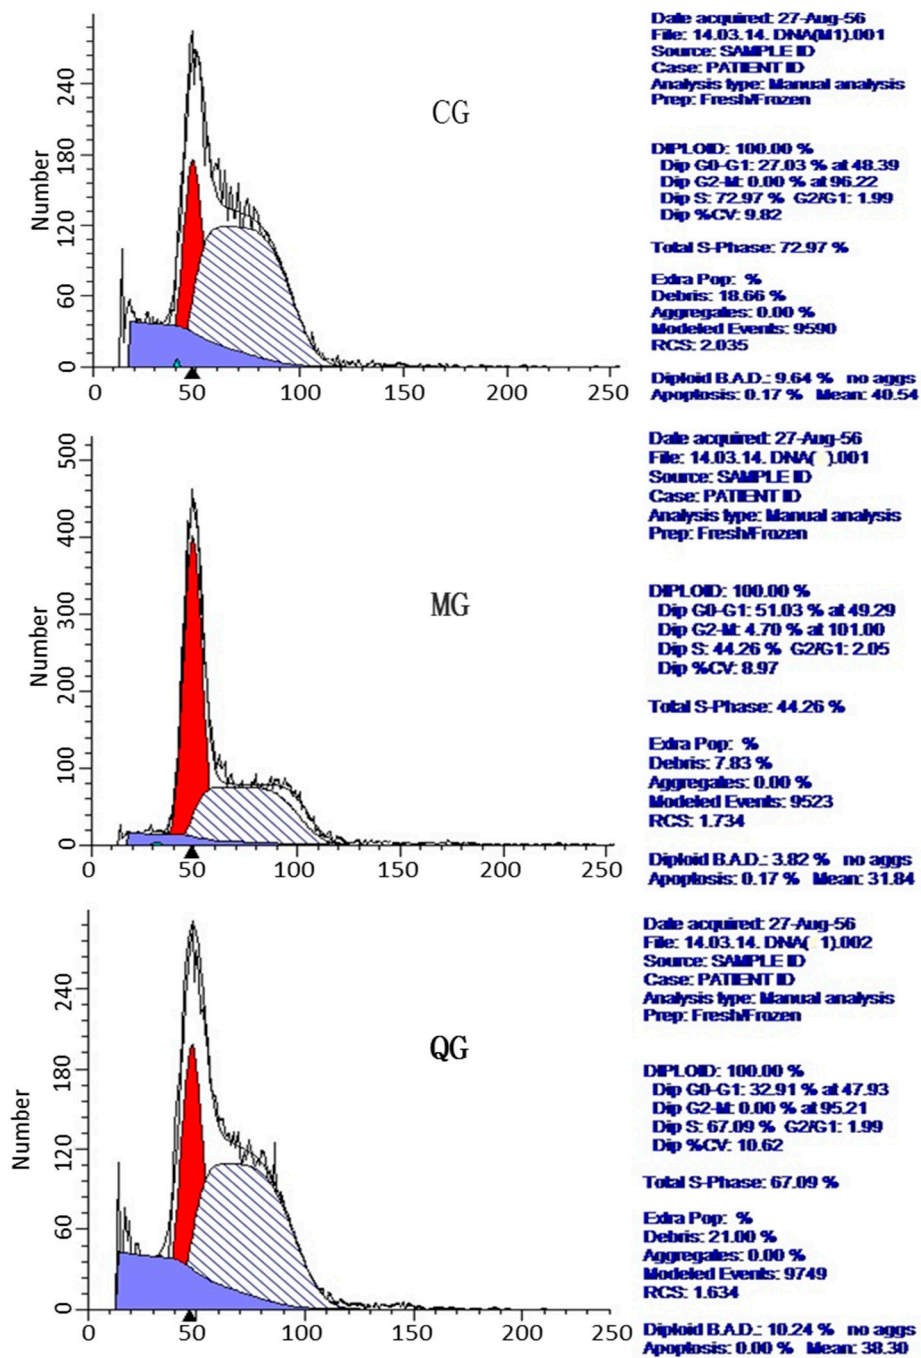 CG
Number
240
180
120
60
0
0 50 100 150 200 250
Date acquired: 27-Aug-56
File: 14.03.14. DNA(M1).001
Source: SAMPLE ID
Case: PATIENT ID
Analysis type: Manual analysis
Prep: Fresh/Frozen
DIPLOID: 100.00 %
Dip G0-G1: 27.03 % at 48.39
Dip G2-M: 0.00 % at 96.22
Dip S: 72.97 % G2/G1: 1.99
Dip %CV: 9.82
Total S-Phase: 72.97 %
Extra Pop: %
Debris: 18.66 %
Aggregates: 0.00 %
Modeled Events: 9590
RCS: 2.035
Diploid B.A.D.: 9.64 % no aggs
Apoptosis: 0.17 % Mean: 40.54
MG
Number
500
400
300
200
100
0
0 50 100 150 200 250
Date acquired: 27-Aug-56
File: 14.03.14. DNA( ).001
Source: SAMPLE ID
Case: PATIENT ID
Analysis type: Manual analysis
Prep: Fresh/Frozen
DIPLOID: 100.00 %
Dip G0-G1: 51.03 % at 49.29
Dip G2-M: 4.70 % at 101.00
Dip S: 44.26 % G2/G1: 2.05
Dip %CV: 8.97
Total S-Phase: 44.26 %
Extra Pop: %
Debris: 7.83 %
Aggregates: 0.00 %
Modeled Events: 9523
RCS: 1.734
Diploid B.A.D.: 3.82 % no aggs
Apoptosis: 0.17 % Mean: 31.84
QG
Number
240
180
120
60
0
0 50 100 150 200 250
Date acquired: 27-Aug-56
File: 14.03.14. DNA( 1).002
Source: SAMPLE ID
Case: PATIENT ID
Analysis type: Manual analysis
Prep: Fresh/Frozen
DIPLOID: 100.00 %
Dip G0-G1: 32.91 % at 47.93
Dip G2-M: 0.00 % at 95.21
Dip S: 67.09 % G2/G1: 1.99
Dip %CV: 10.62
Total S-Phase: 67.09 %
Extra Pop: %
Debris: 21.00 %
Aggregates: 0.00 %
Modeled Events: 9749
RCS: 1.634
Diploid B.A.D.: 10.24 % no aggs
Apoptosis: 0.00 % Mean: 38.30